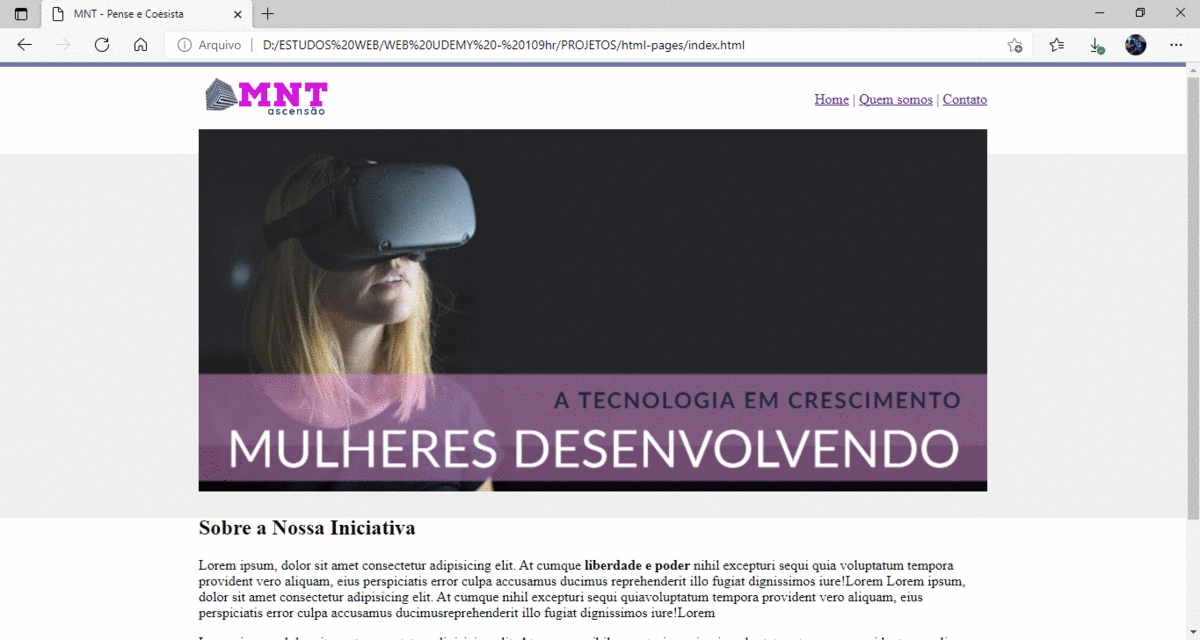 MNT - Pense e Coesista
Arquivo D:/ESTUDOS%20WEB/WEB%20UDEMY%20-%20109hr/PROJETOS/html-pages/index.html
MNT
ascensão
Home | Quem somos | Contato
A TECNOLOGIA EM CRESCIMENTO
MULHERES DESENVOLVENDO
Sobre a Nossa Iniciativa
Lorem ipsum, dolor sit amet consectetur adipisicing elit. At cumque liberdade e poder nihil excepturi sequi quia voluptatum tempora
provident vero aliquam, eius perspiciatis error culpa accusamus ducimus reprehenderit illo fugiat dignissimos iure!Lorem Lorem ipsum,
dolor sit amet consectetur adipisicing elit. At cumque nihil excepturi sequi quiavoluptatum tempora provident vero aliquam, eius
perspiciatis error culpa accusamus ducimusreprehenderit illo fugiat dignissimos iure!Lorem